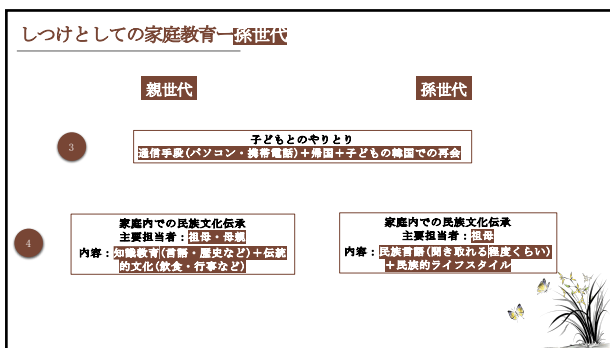 しつけとしての家庭教育ー孫世代
親世代
孫世代
3
子どもとのやりとり
通信手段(パソコン・携帯電話)＋帰国＋子どもの韓国での再会
4
家庭内での民族文化伝承
主要担当者：祖母・母親
内容：知識教育(言語・歴史など)＋伝統
的文化(飲食・行事など)
家庭内での民族文化伝承
主要担当者：祖母
内容：民族言語(聞き取れる程度くらい)
＋民族的ライフスタイル